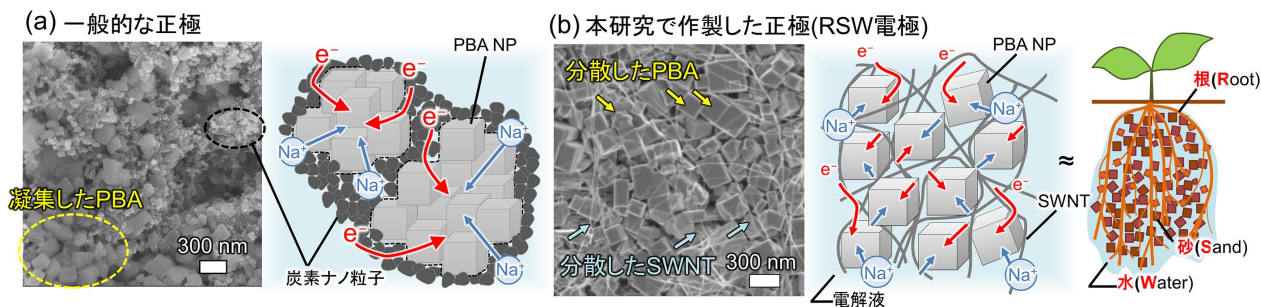 (a) 一般的な正極
凝集したPBA
300 nm
炭素ナノ粒子
PBA NP
e⁻
e⁻
e⁻
e⁻
Na⁺
Na⁺
Na⁺
Na⁺
(b) 本研究で作製した正極(RSW電極)
分散したPBA
分散したSWNT
300 nm
PBA NP
e⁻
e⁻
e⁻
e⁻
Na⁺
Na⁺
Na⁺
Na⁺
SWNT
電解液
≈
根(Root)
砂(Sand)
水(Water)